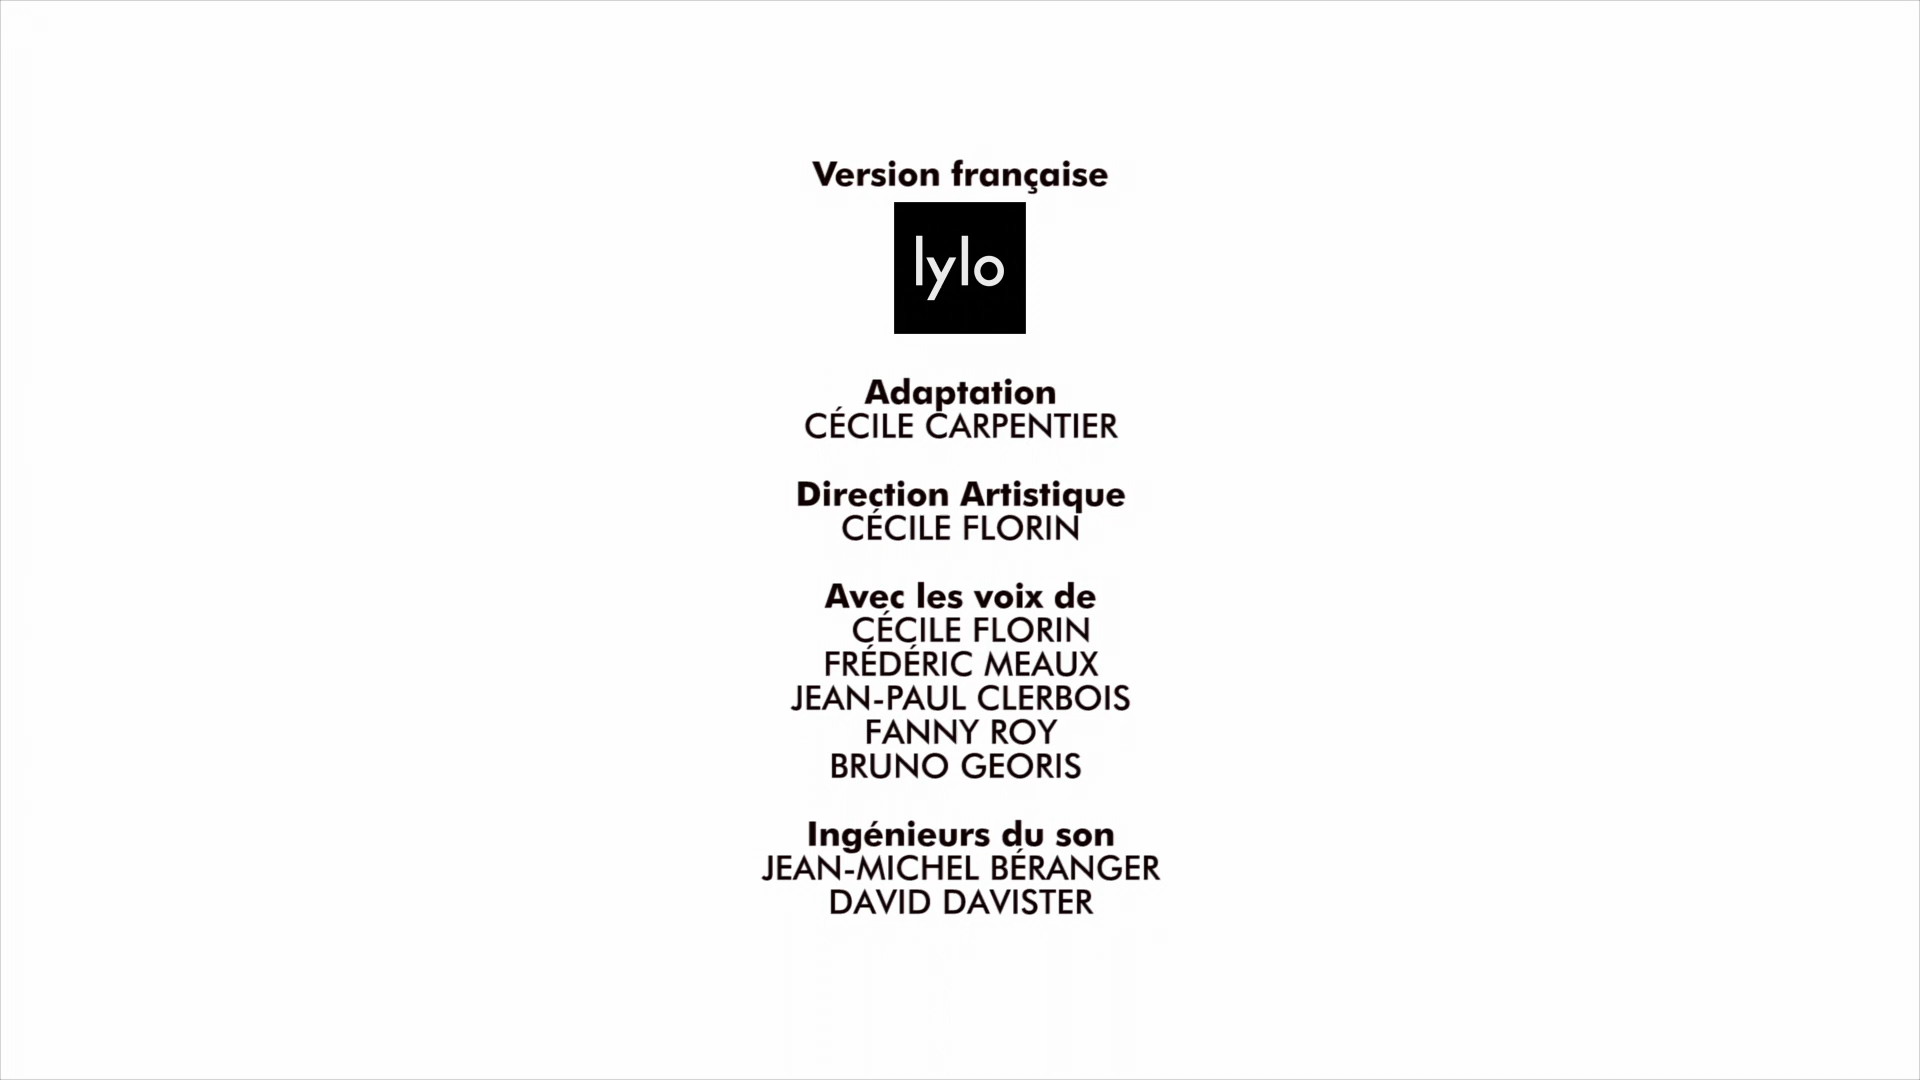 Version française
lylo
Adaptation
CÉCILE CARPENTIER
Direction Artistique
CÉCILE FLORIN
Avec les voix de
CÉCILE FLORIN
FRÉDÉRIC MEAUX
JEAN-PAUL CLERBOIS
FANNY ROY
BRUNO GEORIS
Ingénieurs du son
JEAN-MICHEL BÉRANGER
DAVID DAVISTER